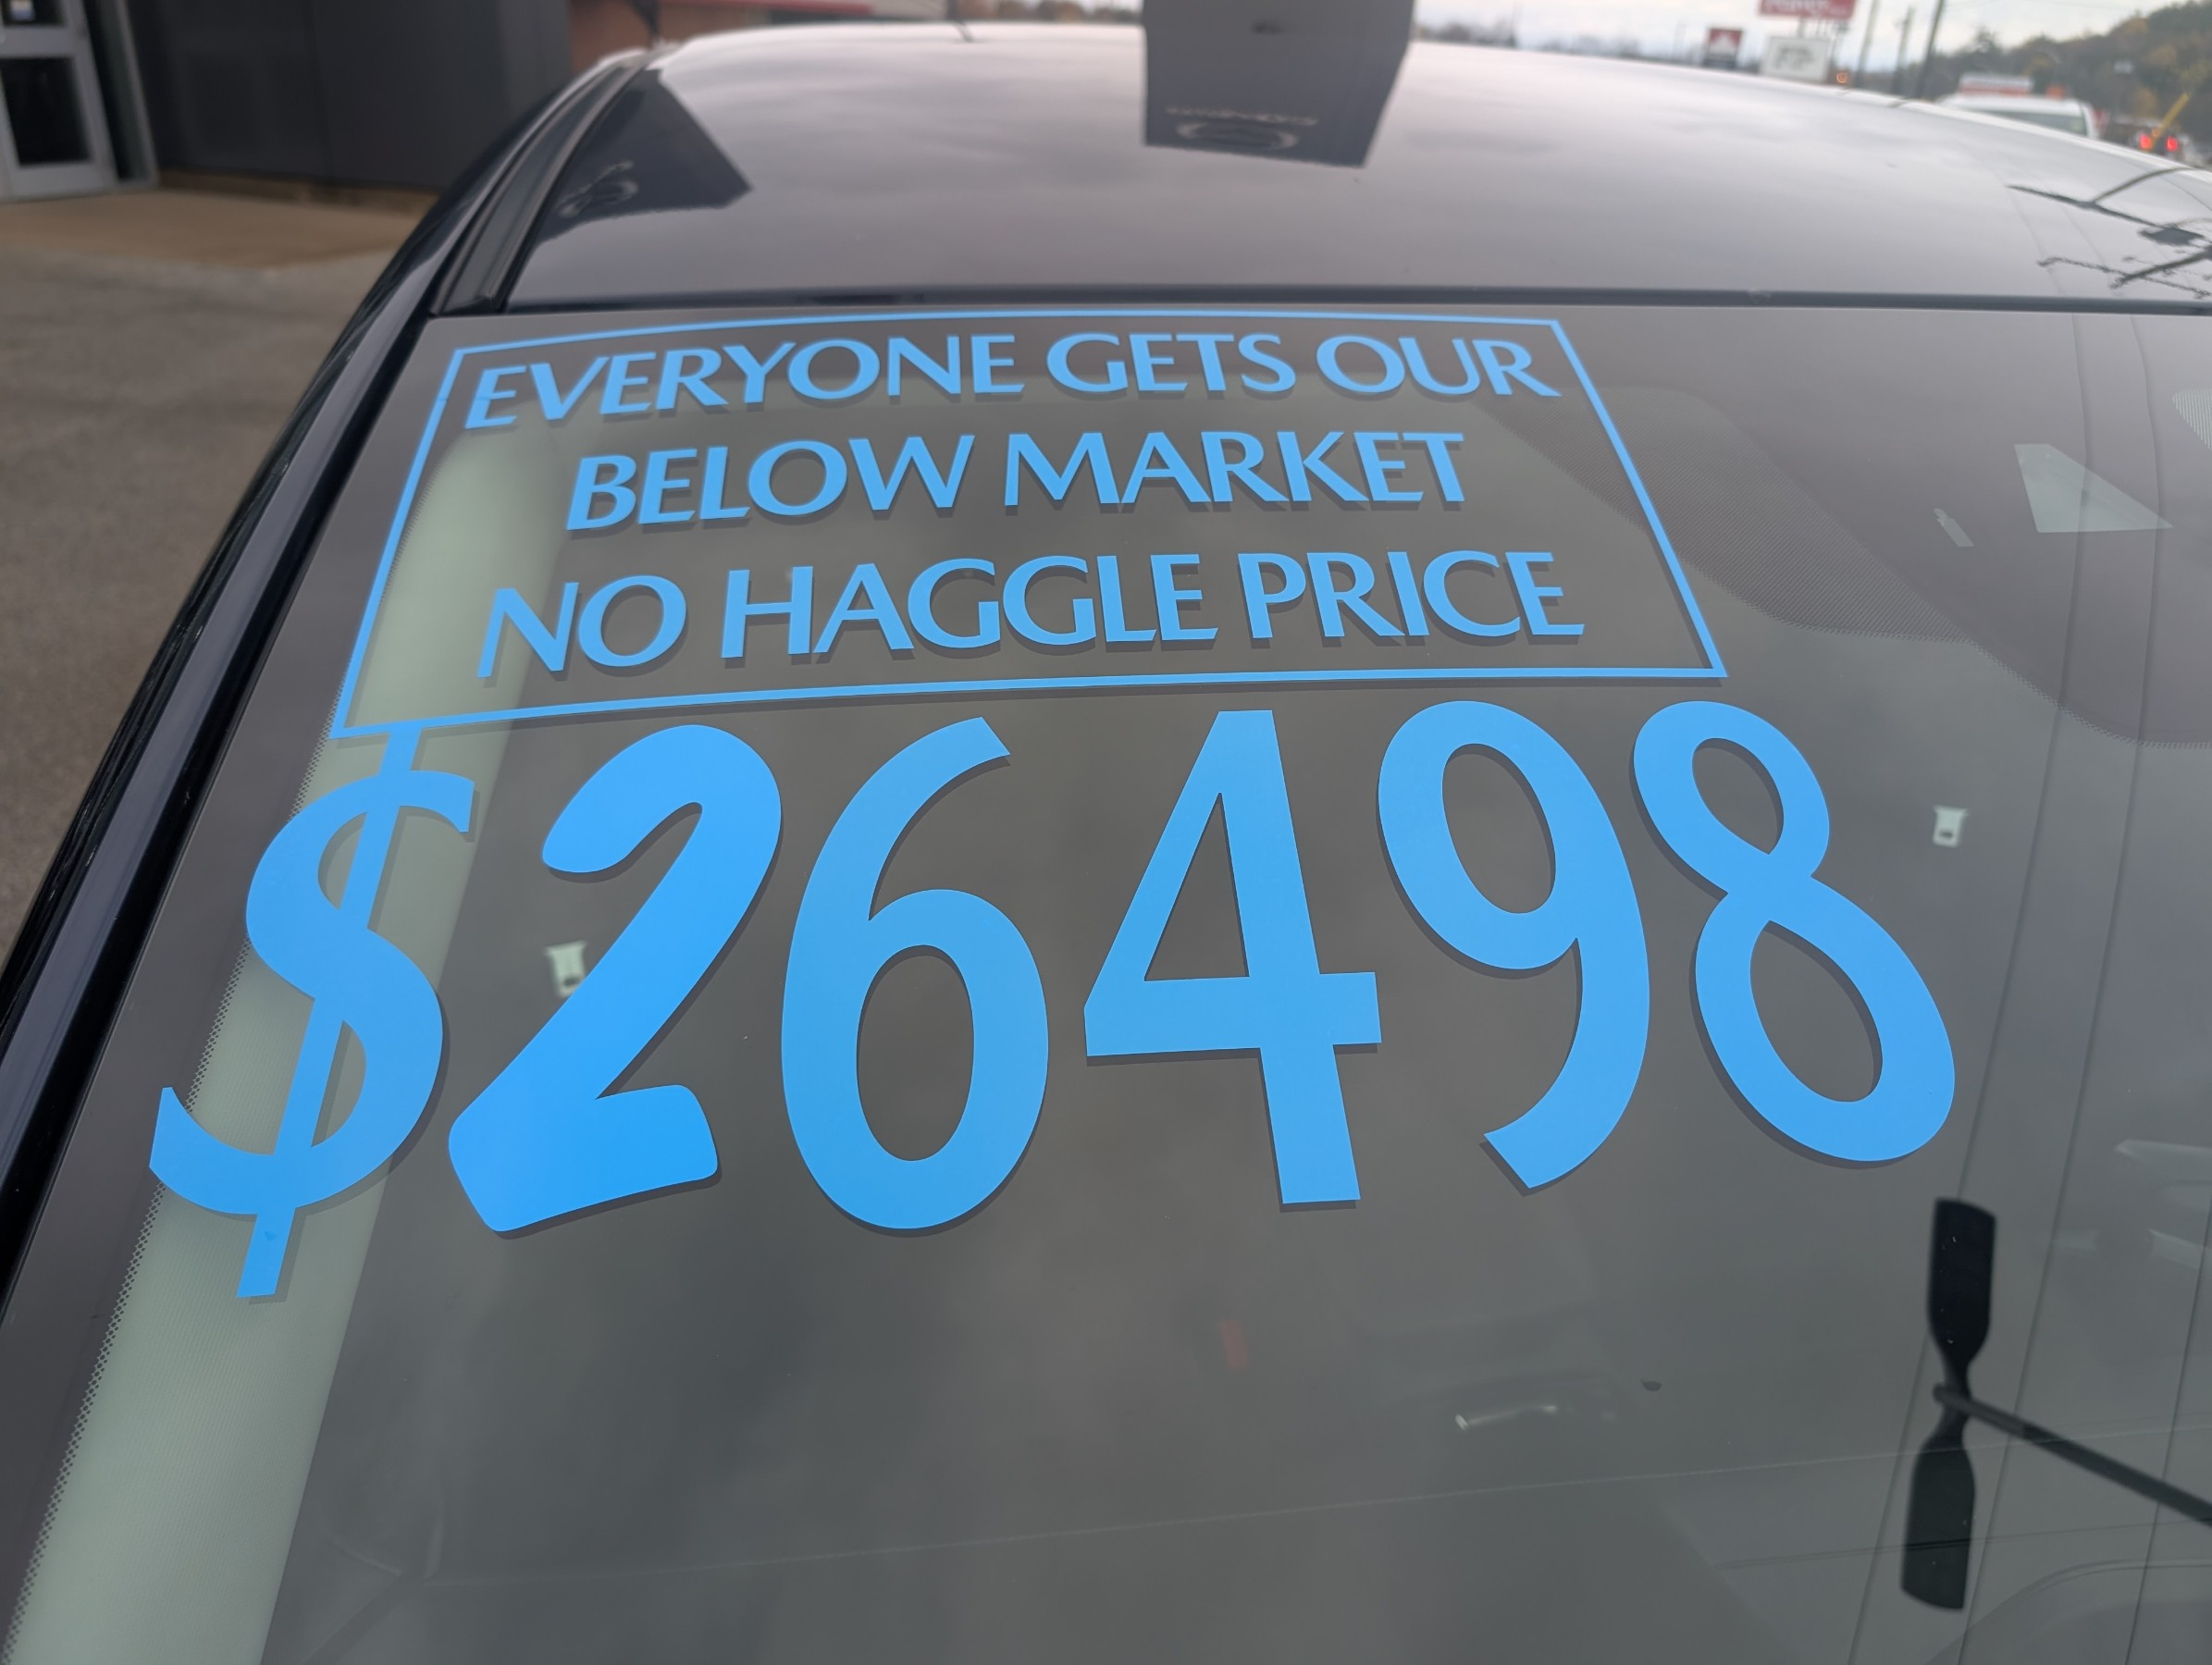 EVERYONE GETS OUR
BELOW MARKET
NO HAGGLE PRICE
$26498